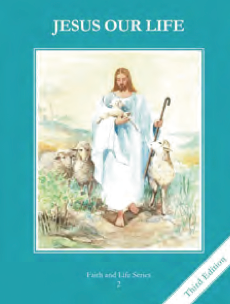 JESUS OUR LIFE
Faith and Life Series
2
Third Edition